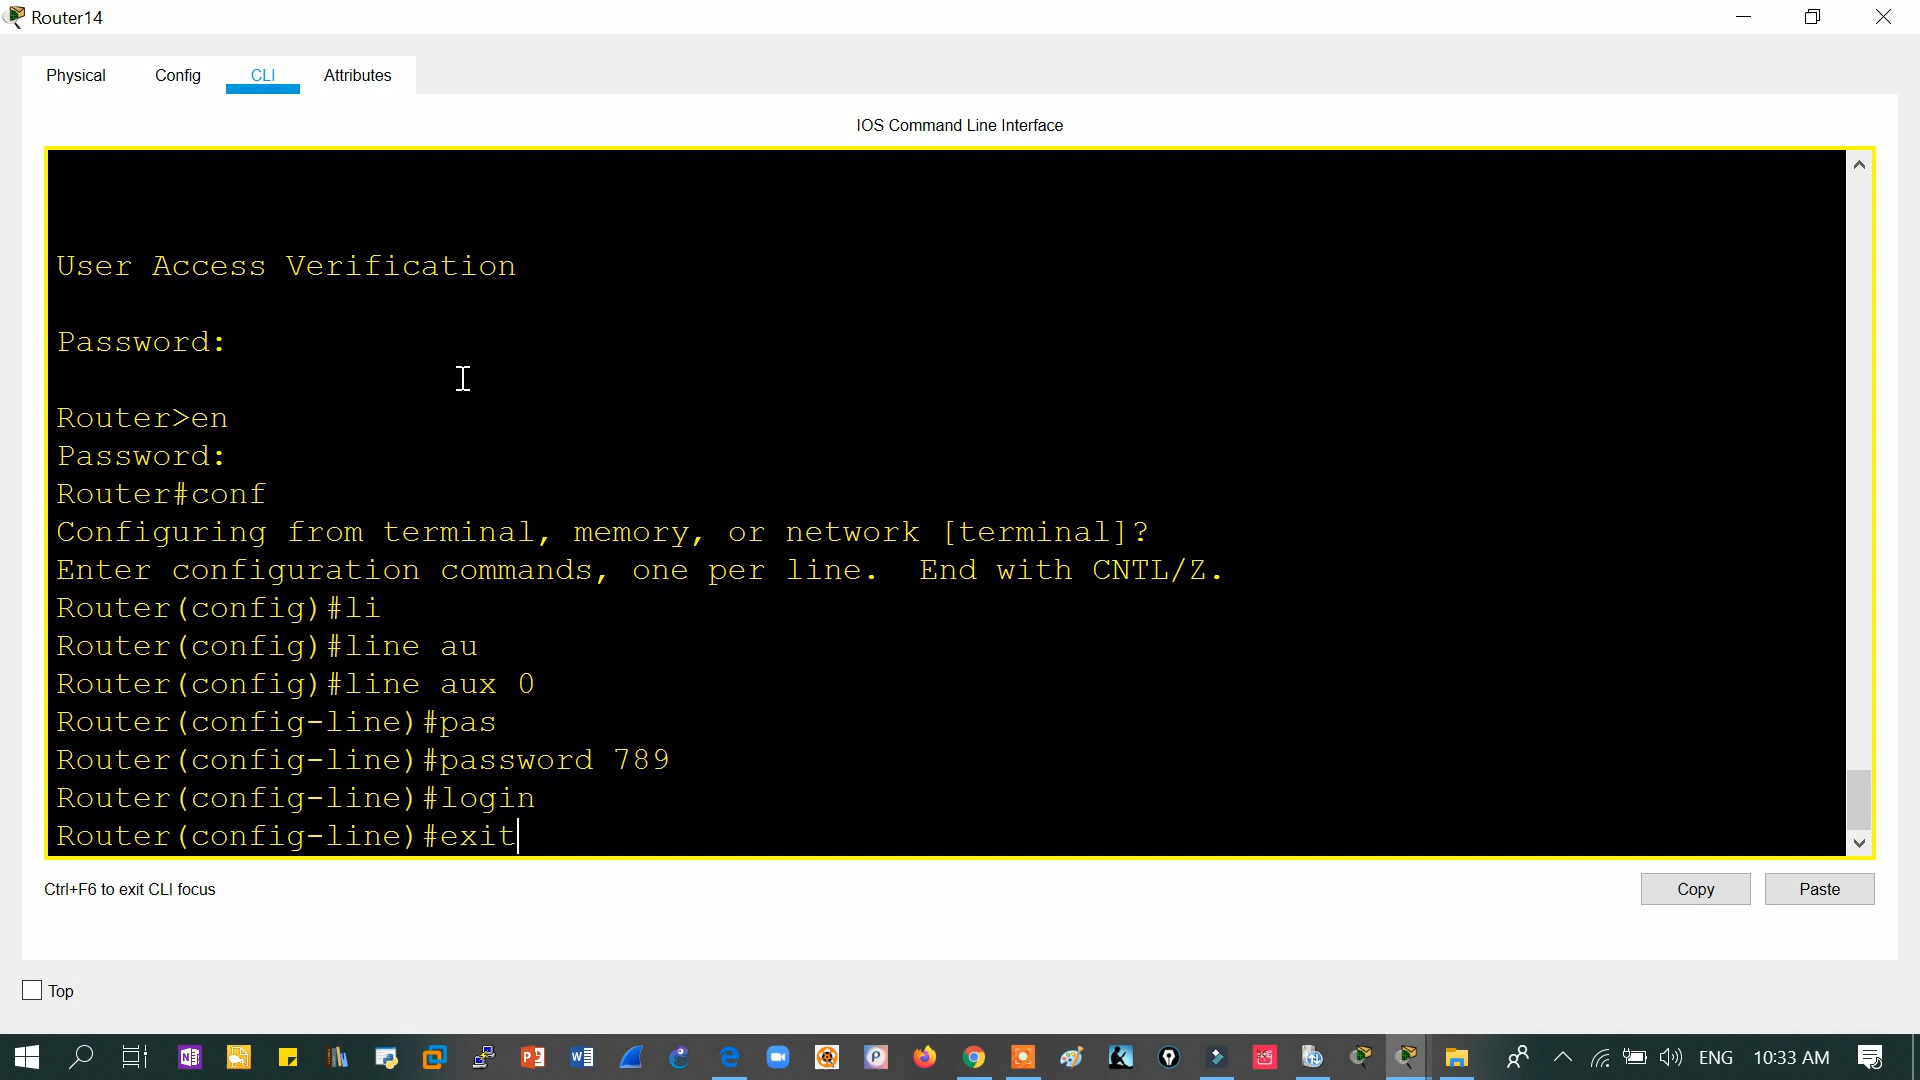 Router14
Physical Config CLI Attributes
IOS Command Line Interface
User Access Verification
Password:
Router>en
Password:
Router#conf
Configuring from terminal, memory, or network [terminal]?
Enter configuration commands, one per line.  End with CNTL/Z.
Router(config)#li
Router(config)#line au
Router(config)#line aux 0
Router(config-line)#pas
Router(config-line)#password 789
Router(config-line)#login
Router(config-line)#exit
Ctrl+F6 to exit CLI focus
Copy Paste
Top
ENG 10:33 AM